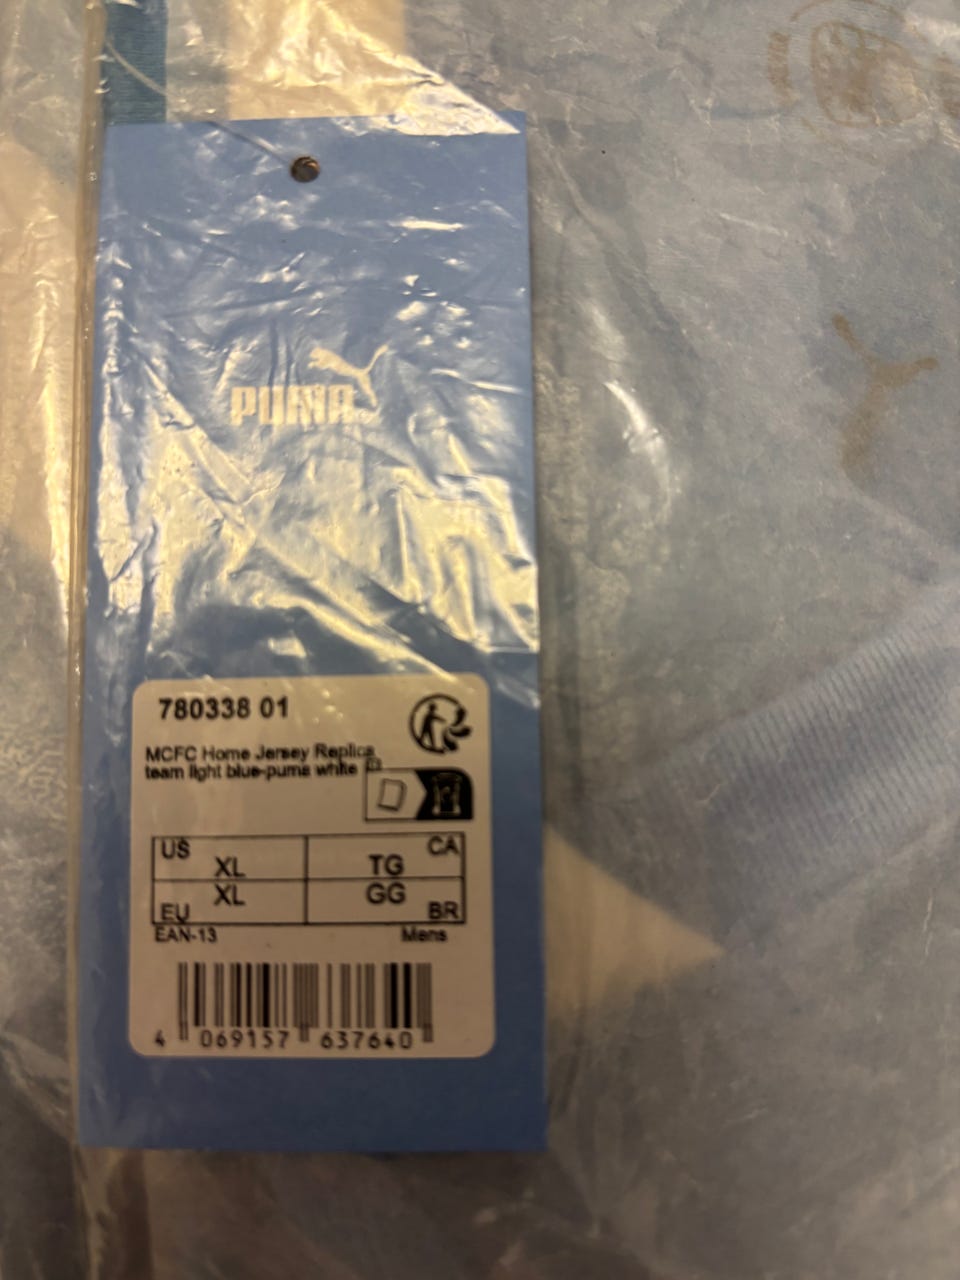 PUMA
780338 01
MCFC Home Jersey Replica
team light blue-puma white
US XL TG CA
EU XL GG BR
EAN-13 Mens
4 069157 637640